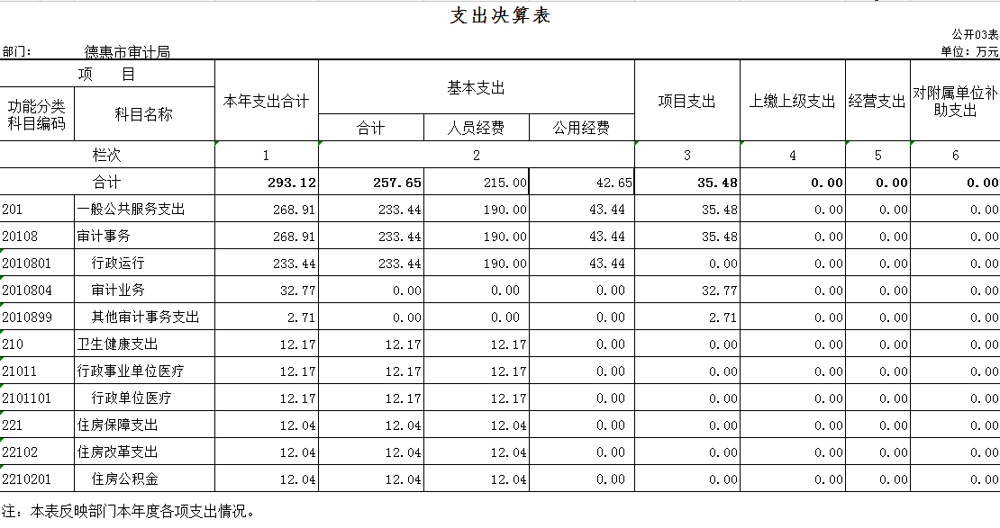 支出决算表
公开03表
部门： 德惠市审计局 单位：万元
项 目 本年支出合计 基本支出 项目支出 上缴上级支出 经营支出 对附属单位补助支出
功能分类科目编码 科目名称 合计 人员经费 公用经费
栏次 1 2 3 4 5 6
合计 293.12 257.65 215.00 42.65 35.48 0.00 0.00 0.00
201 一般公共服务支出 268.91 233.44 190.00 43.44 35.48 0.00 0.00 0.00
20108 审计事务 268.91 233.44 190.00 43.44 35.48 0.00 0.00 0.00
2010801 行政运行 233.44 233.44 190.00 43.44 0.00 0.00 0.00 0.00
2010804 审计业务 32.77 0.00 0.00 0.00 32.77 0.00 0.00 0.00
2010899 其他审计事务支出 2.71 0.00 0.00 0.00 2.71 0.00 0.00 0.00
210 卫生健康支出 12.17 12.17 12.17 0.00 0.00 0.00 0.00 0.00
21011 行政事业单位医疗 12.17 12.17 12.17 0.00 0.00 0.00 0.00 0.00
2101101 行政单位医疗 12.17 12.17 12.17 0.00 0.00 0.00 0.00 0.00
221 住房保障支出 12.04 12.04 12.04 0.00 0.00 0.00 0.00 0.00
22102 住房改革支出 12.04 12.04 12.04 0.00 0.00 0.00 0.00 0.00
2210201 住房公积金 12.04 12.04 12.04 0.00 0.00 0.00 0.00 0.00
注：本表反映部门本年度各项支出情况。